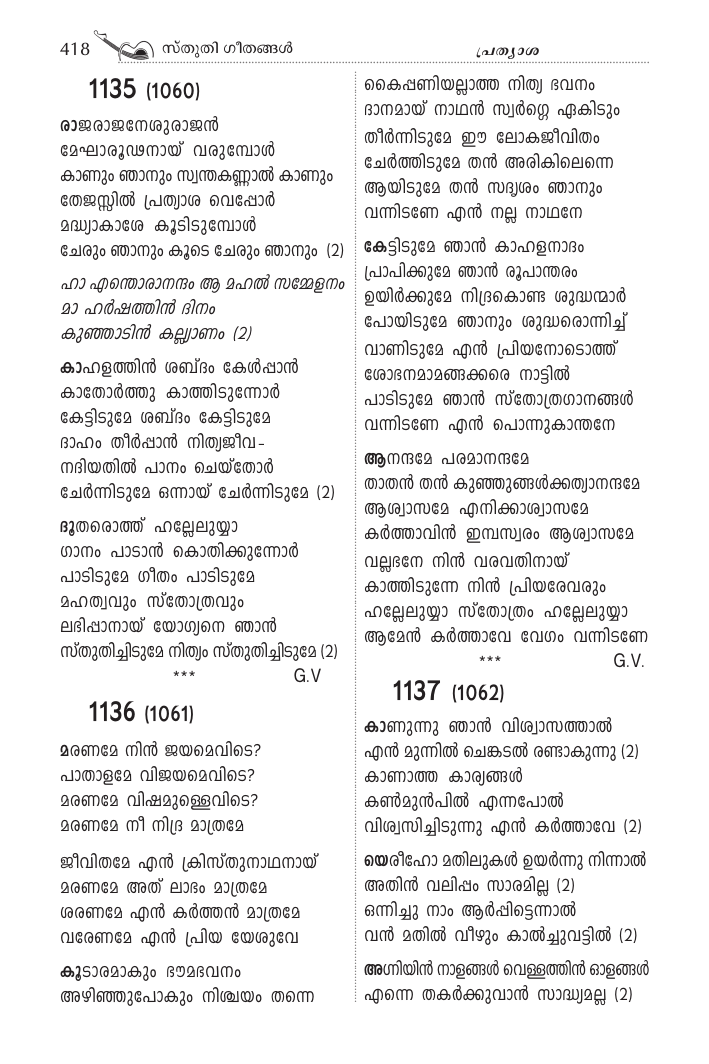 418 സ്തുതി ഗീതങ്ങൾ
പ്രത്യാശ
1135 (1060)
രാജരാജനേശുരാജൻ
മേഘാരൂഢനായ് വരുമ്പോൾ
കാണും ഞാനും സ്വന്തകണ്ണാൽ കാണും
തേജസ്സിൽ പ്രത്യാശ വെപ്പോർ
മദ്ധ്യാകാശേ കൂടിടുമ്പോൾ
ചേരും ഞാനും കൂടെ ചേരും ഞാനും (2)
ഹാ എന്തൊരാനന്ദം ആ മഹൽ സമ്മേളനം
മാ ഹർഷത്തിൻ ദിനം
കുഞ്ഞാടിൻ കല്ല്യാണം (2)
കാഹളത്തിൻ ശബ്ദം കേൾപ്പാൻ
കാതോർത്തു കാത്തിടുന്നോർ
കേട്ടിടുമേ ശബ്ദം കേട്ടിടുമേ
ദാഹം തീർപ്പാൻ നിത്യജീവ-
നദിയതിൽ പാനം ചെയ്തോർ
ചേർന്നിടുമേ ഒന്നായ് ചേർന്നിടുമേ (2)
ദൂതരൊത്ത് ഹല്ലേലുയ്യാ
ഗാനം പാടാൻ കൊതിക്കുന്നോർ
പാടിടുമേ ഗീതം പാടിടുമേ
മഹത്വവും സ്തോത്രവും
ലഭിപ്പാനായ് യോഗ്യനെ ഞാൻ
സ്തുതിച്ചിടുമേ നിത്യം സ്തുതിച്ചിടുമേ (2)
*** G.V
1136 (1061)
മരണമേ നിൻ ജയമെവിടെ?
പാതാളമേ വിജയമെവിടെ?
മരണമേ വിഷമുള്ളെവിടെ?
മരണമേ നീ നിദ്ര മാത്രമേ
ജീവിതമേ എൻ ക്രിസ്തുനാഥനായ്
മരണമേ അത് ലാഭം മാത്രമേ
ശരണമേ എൻ കർത്തൻ മാത്രമേ
വരേണമേ എൻ പ്രിയ യേശുവേ
കൂടാരമാകും ഭൗമഭവനം
അഴിഞ്ഞുപോകും നിശ്ചയം തന്നെ
കൈപ്പണിയല്ലാത്ത നിത്യ ഭവനം
ദാനമായ് നാഥൻ സ്വർഗ്ഗെ ഏകിടും
തീർന്നിടുമേ ഈ ലോകജീവിതം
ചേർത്തിടുമേ തൻ അരികിലെന്നെ
ആയിടുമേ തൻ സദൃശം ഞാനും
വന്നിടണേ എൻ നല്ല നാഥനേ
കേട്ടിടുമേ ഞാൻ കാഹളനാദം
പ്രാപിക്കുമേ ഞാൻ രൂപാന്തരം
ഉയിർക്കുമേ നിദ്രകൊണ്ട ശുദ്ധന്മാർ
പോയിടുമേ ഞാനും ശുദ്ധരൊന്നിച്ച്
വാണിടുമേ എൻ പ്രിയനോടൊത്ത്
ശോഭനമാമങ്ങക്കരെ നാട്ടിൽ
പാടിടുമേ ഞാൻ സ്തോത്രഗാനങ്ങൾ
വന്നിടണേ എൻ പൊന്നുകാന്തനേ
ആനന്ദമേ പരമാനന്ദമേ
താതൻ തൻ കുഞ്ഞുങ്ങൾക്കത്യാനന്ദമേ
ആശ്വാസമേ എനിക്കാശ്വാസമേ
കർത്താവിൻ ഇമ്പസ്വരം ആശ്വാസമേ
വല്ലഭനേ നിൻ വരവതിനായ്
കാത്തിടുന്നേ നിൻ പ്രിയരേവരും
ഹല്ലേലുയ്യാ സ്തോത്രം ഹല്ലേലുയ്യാ
ആമേൻ കർത്താവേ വേഗം വന്നിടണേ
*** G.V.
1137 (1062)
കാണുന്നു ഞാൻ വിശ്വാസത്താൽ
എൻ മുന്നിൽ ചെങ്കടൽ രണ്ടാകുന്നു (2)
കാണാത്ത കാര്യങ്ങൾ
കൺമുൻപിൽ എന്നപോൽ
വിശ്വസിച്ചിടുന്നു എൻ കർത്താവേ (2)
യെരീഹോ മതിലുകൾ ഉയർന്നു നിന്നാൽ
അതിൻ വലിപ്പം സാരമില്ല (2)
ഒന്നിച്ചു നാം ആർപ്പിട്ടെന്നാൽ
വൻ മതിൽ വീഴും കാൽച്ചുവട്ടിൽ (2)
അഗ്നിയിൻ നാളങ്ങൾ വെള്ളത്തിൻ ഓളങ്ങൾ
എന്നെ തകർക്കുവാൻ സാദ്ധ്യമല്ല (2)